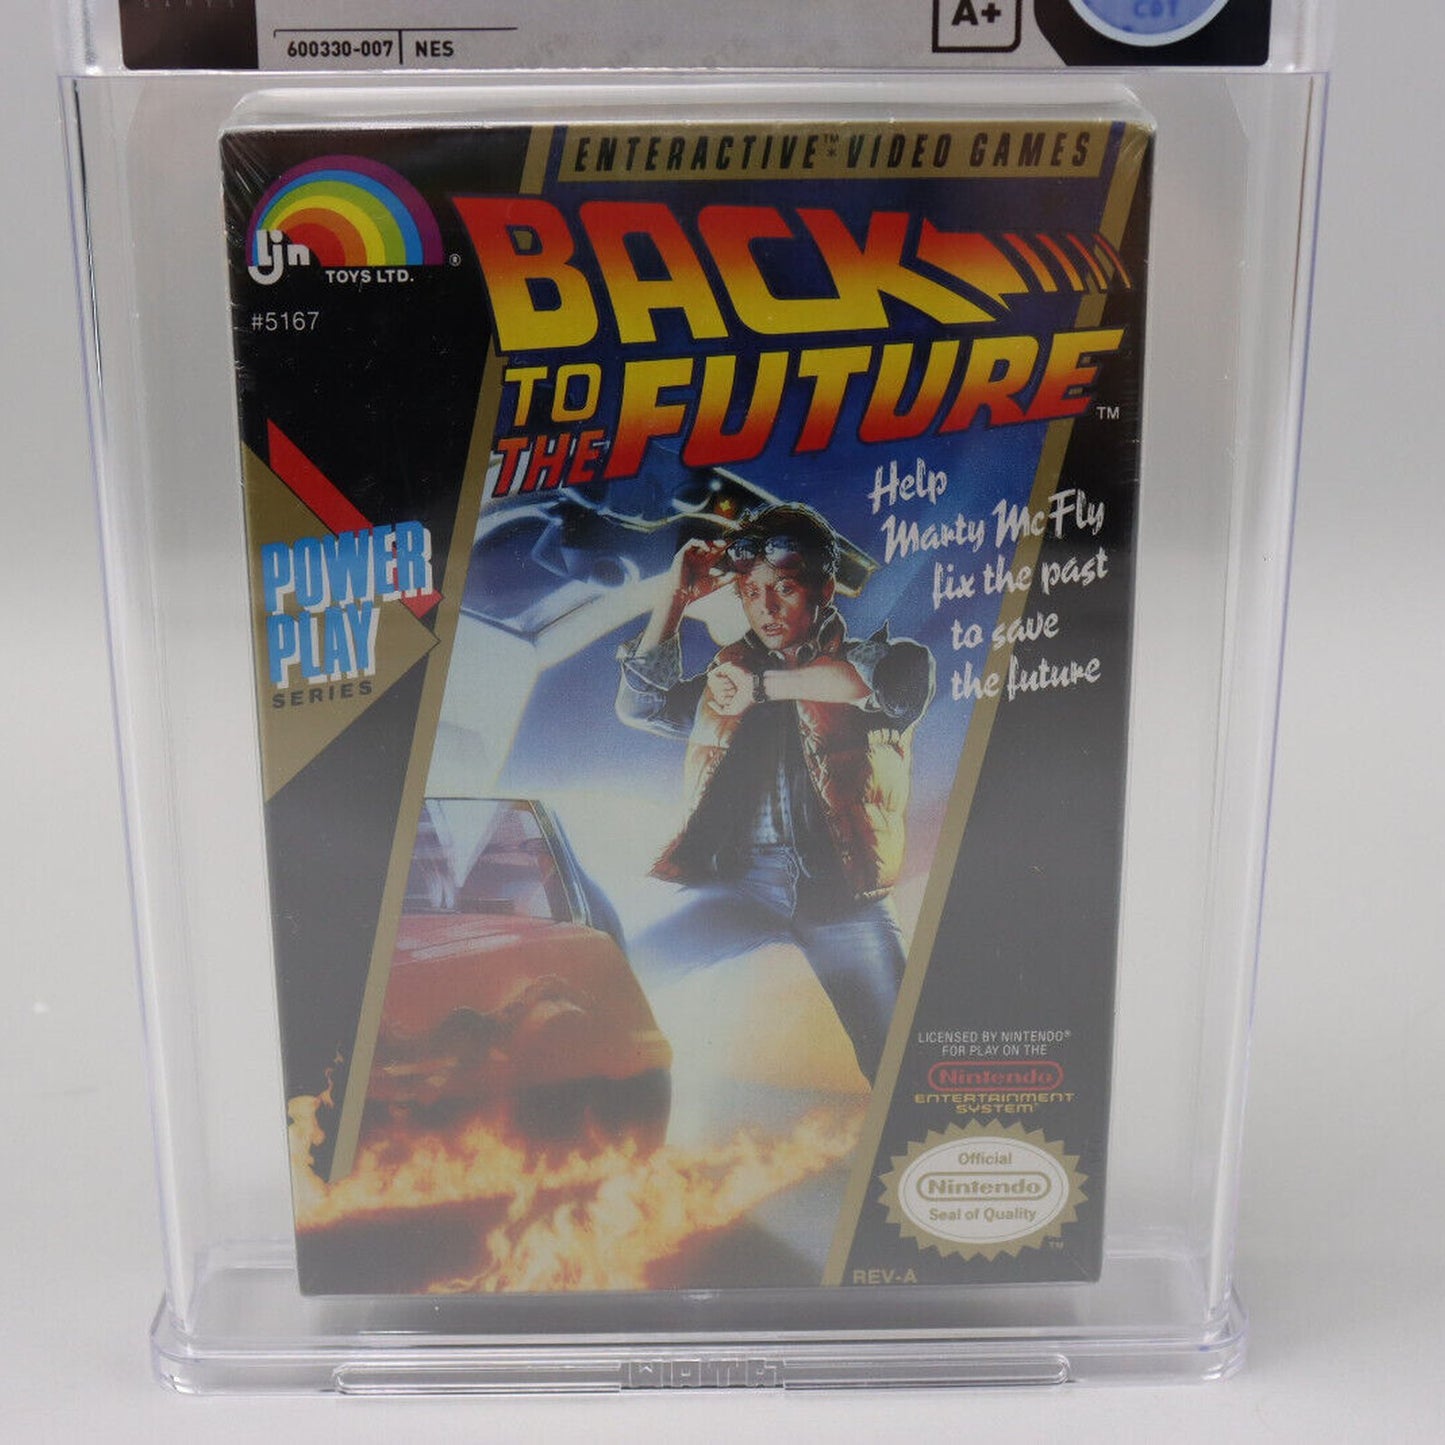 600330-007 NES
A+
CBT
ENTERACTIVE™* VIDEO GAMES
LJN
TOYS LTD. ®
#5167
BACK
TO THE FUTURE ™
Help
Marty McFly
fix the past
to save
the future
POWER
PLAY
SERIES
LICENSED BY NINTENDO®
FOR PLAY ON THE
Nintendo
ENTERTAINMENT
SYSTEM™
Official
Nintendo
Seal of Quality
™
REV-A
WATA